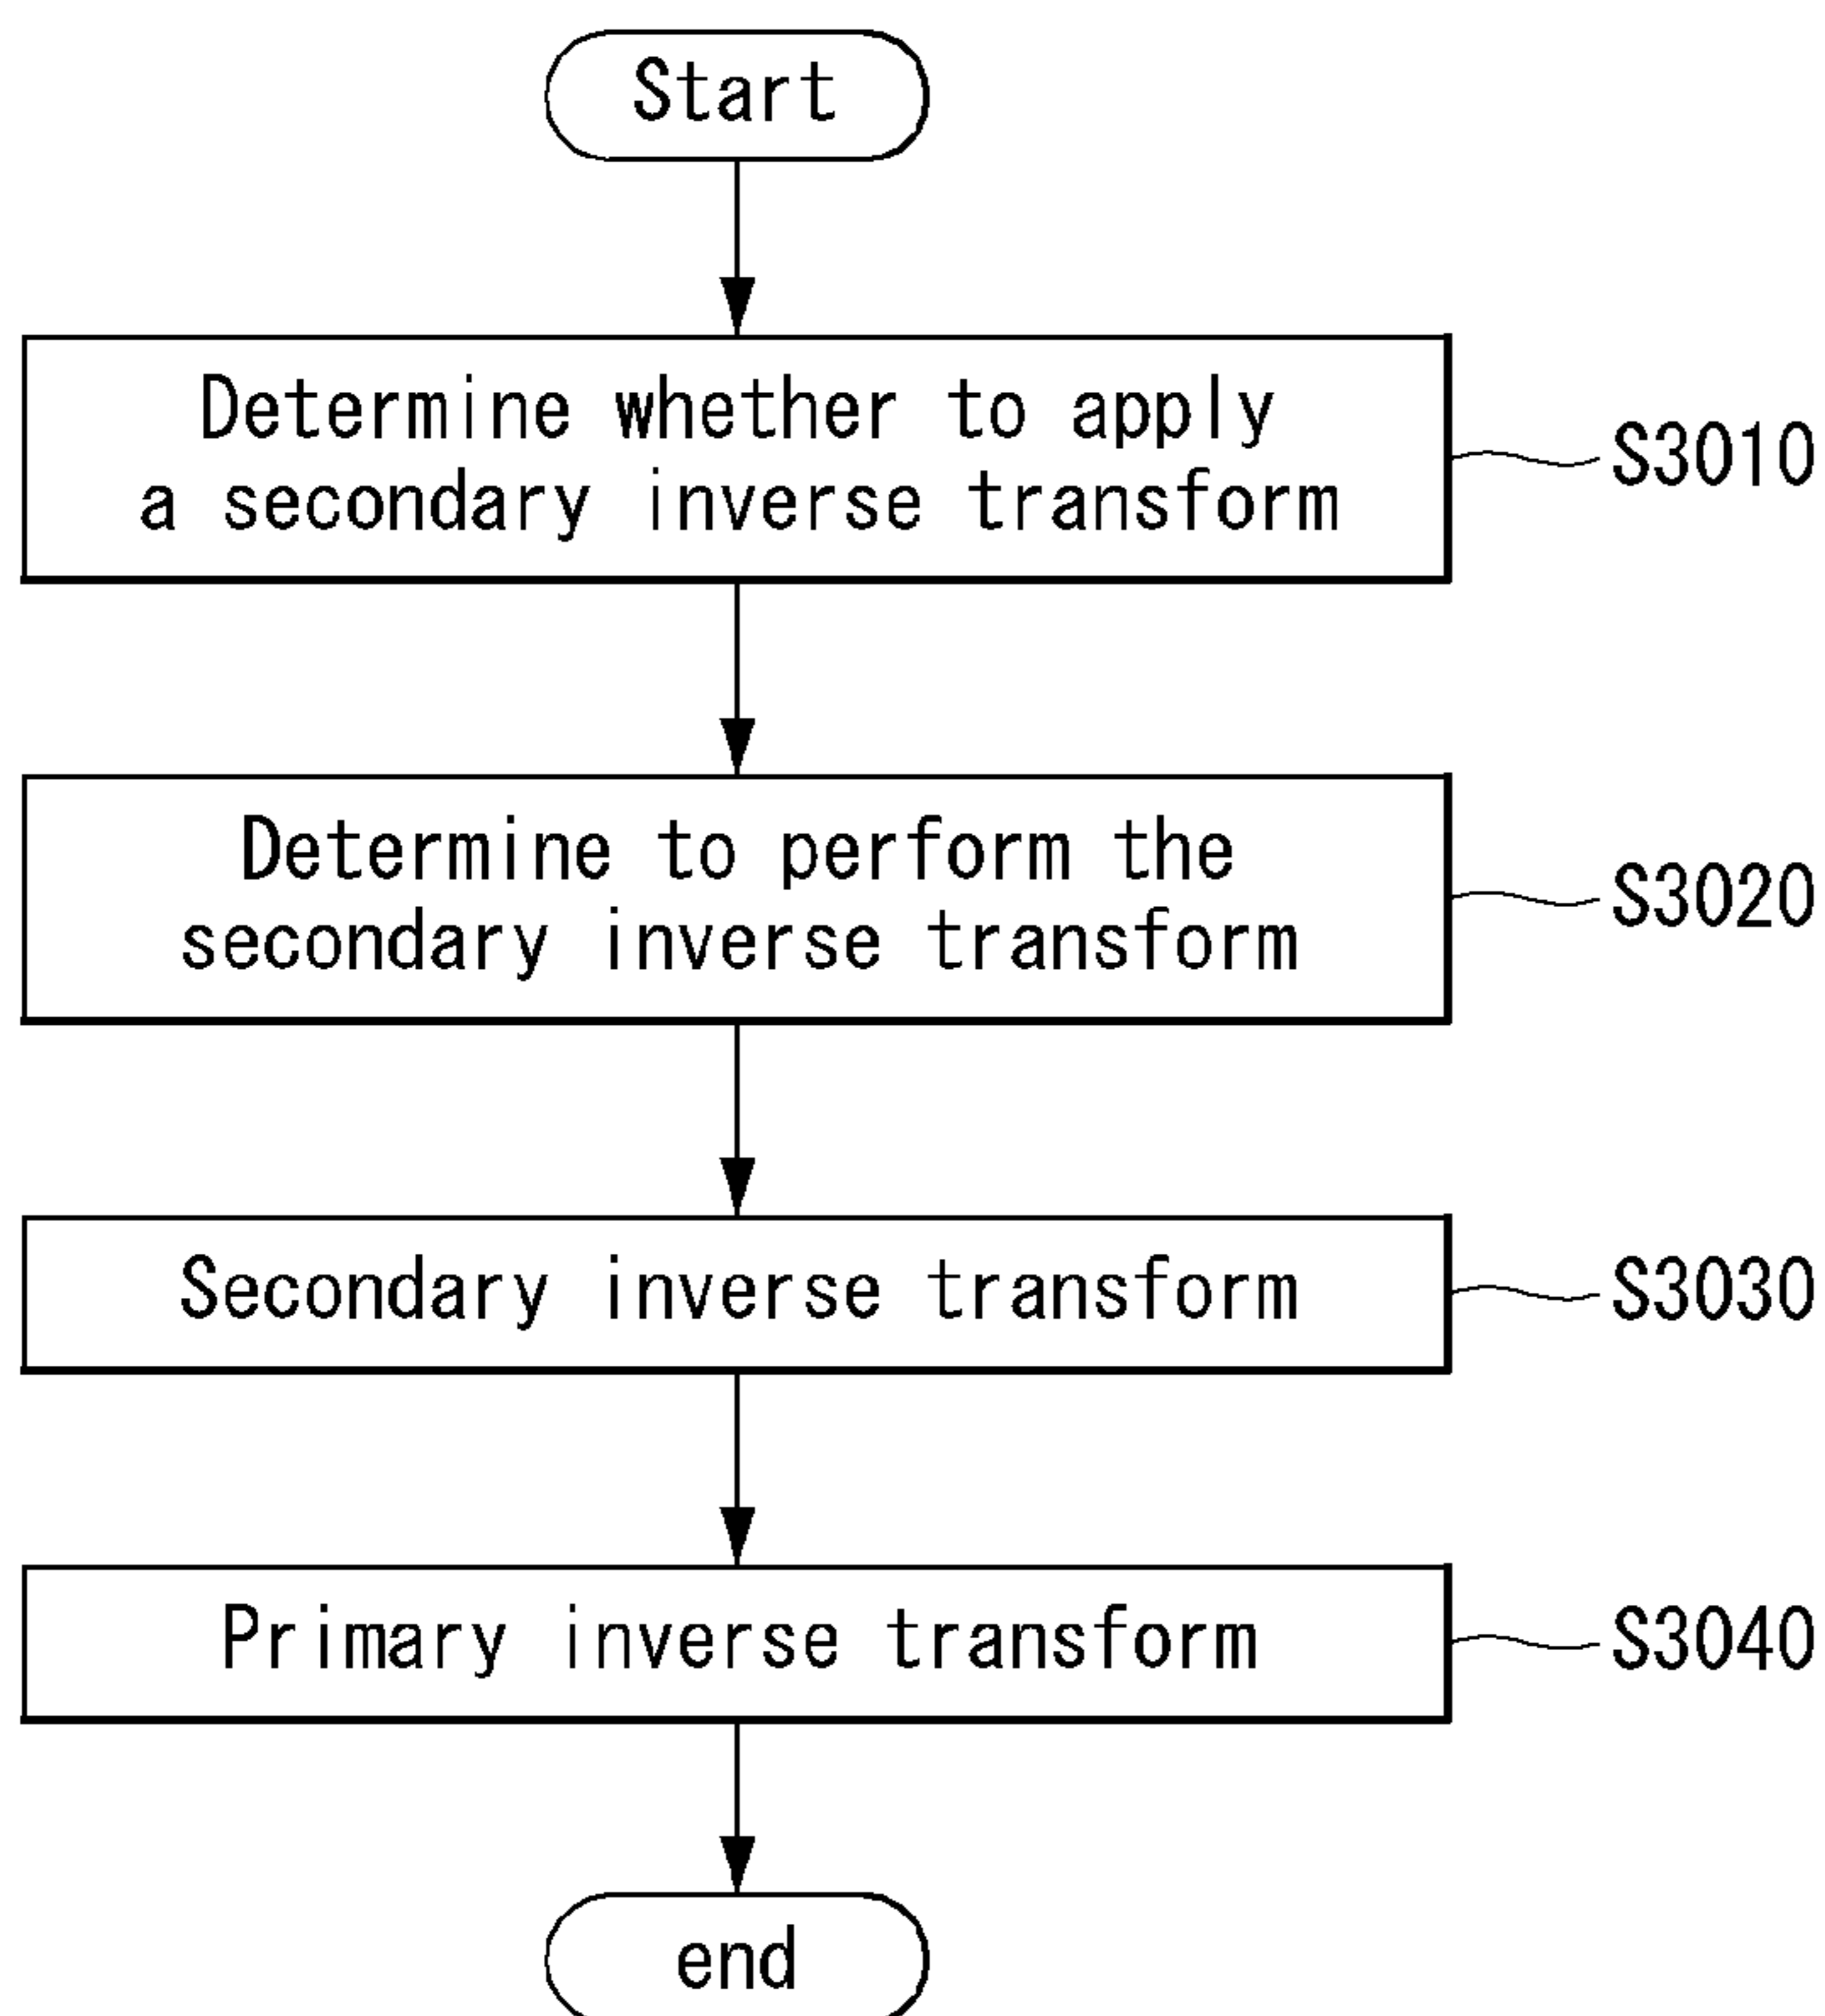 Start
Determine whether to apply
a secondary inverse transform
S3010
Determine to perform the
secondary inverse transform
S3020
Secondary inverse transform
S3030
Primary inverse transform
S3040
end